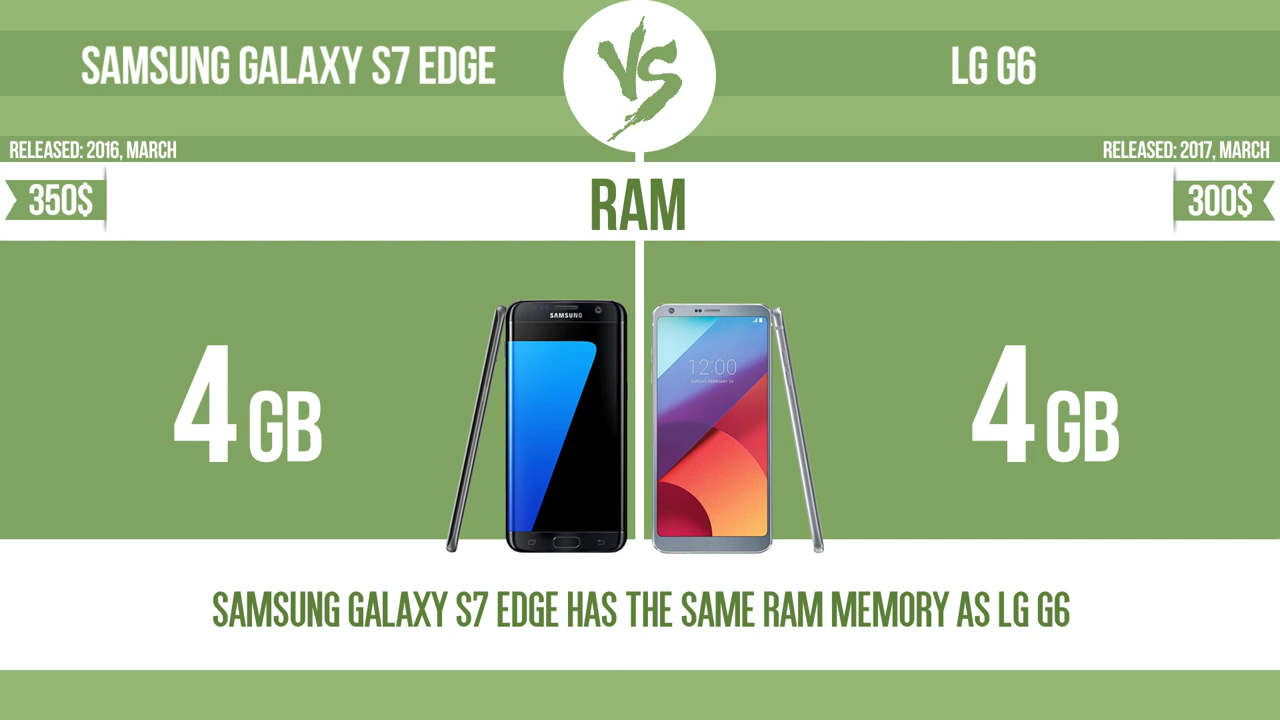 SAMSUNG GALAXY S7 EDGE
VS
LG G6
RELEASED: 2016, MARCH
RELEASED: 2017, MARCH
350$
RAM
300$
SAMSUNG
12:00
4 GB
4 GB
SAMSUNG GALAXY S7 EDGE HAS THE SAME RAM MEMORY AS LG G6